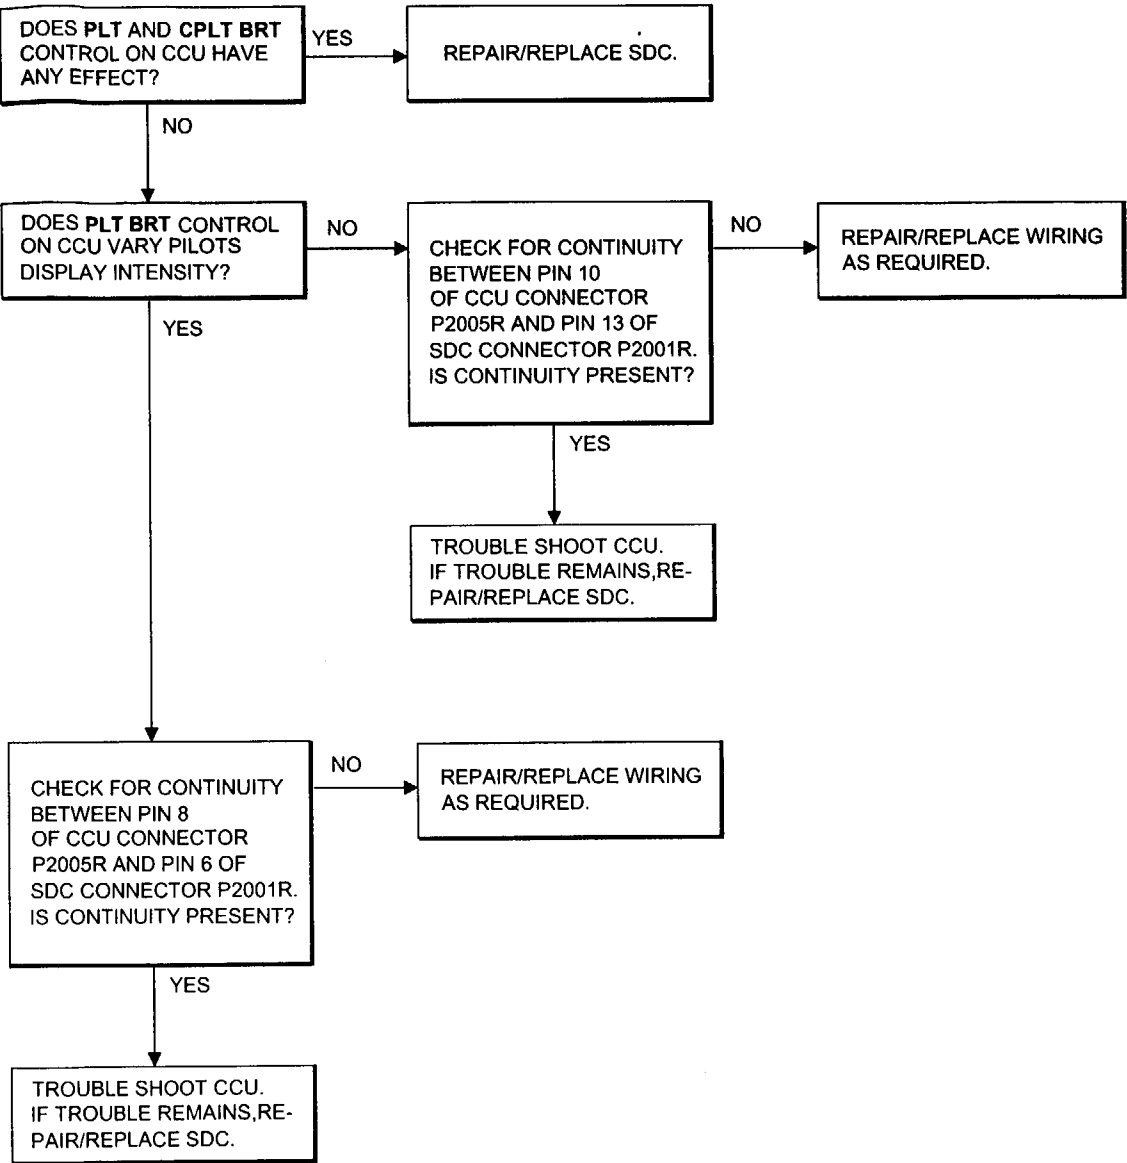 DOES PLT AND CPLT BRT
CONTROL ON CCU HAVE
ANY EFFECT?
YES
REPAIR/REPLACE SDC.
NO
DOES PLT BRT CONTROL
ON CCU VARY PILOTS
DISPLAY INTENSITY?
NO
CHECK FOR CONTINUITY
BETWEEN PIN 10
OF CCU CONNECTOR
P2005R AND PIN 13 OF
SDC CONNECTOR P2001R.
IS CONTINUITY PRESENT?
NO
REPAIR/REPLACE WIRING
AS REQUIRED.
YES
YES
TROUBLE SHOOT CCU.
IF TROUBLE REMAINS,RE-
PAIR/REPLACE SDC.
CHECK FOR CONTINUITY
BETWEEN PIN 8
OF CCU CONNECTOR
P2005R AND PIN 6 OF
SDC CONNECTOR P2001R.
IS CONTINUITY PRESENT?
NO
REPAIR/REPLACE WIRING
AS REQUIRED.
YES
TROUBLE SHOOT CCU.
IF TROUBLE REMAINS,RE-
PAIR/REPLACE SDC.